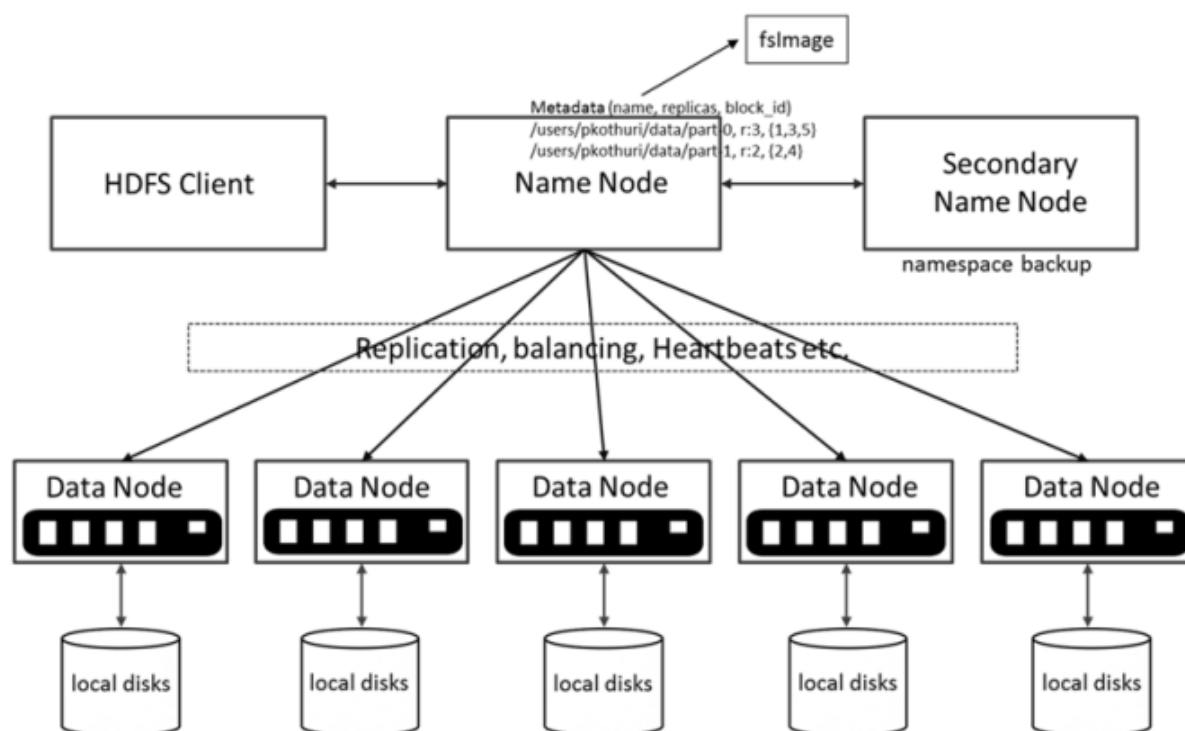 fsImage
Metadata (name, replicas, block_id)
/users/pkothuri/data/part-0, r:3, {1,3,5}
/users/pkothuri/data/part-1, r:2, {2,4}
HDFS Client
Name Node
Secondary
Name Node
namespace backup
Replication, balancing, Heartbeats etc.
Data Node
Data Node
Data Node
Data Node
Data Node
local disks
local disks
local disks
local disks
local disks